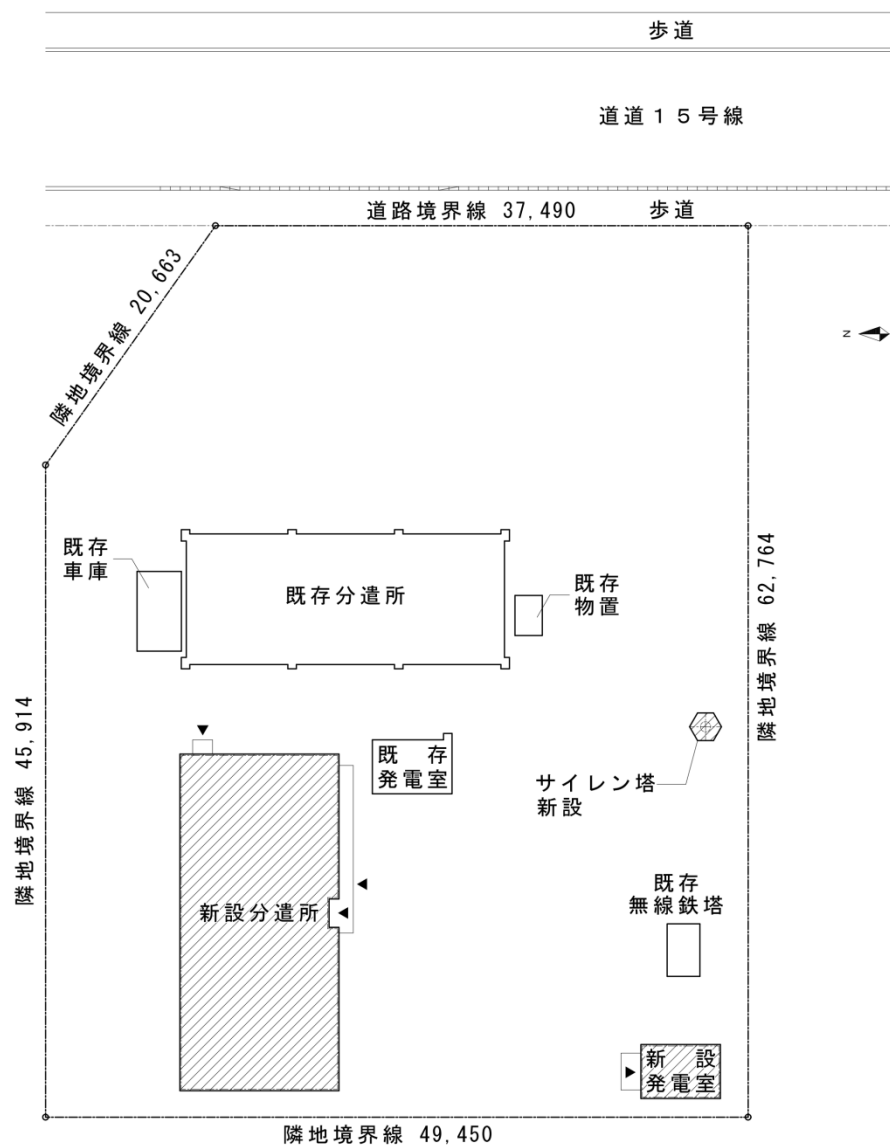 歩道
道道15号線
道路境界線 37,490
歩道
隣地境界線 20,663
N
既存
車庫
既存分遣所
既存
物置
隣地境界線 62,764
隣地境界線 45,914
既存
発電室
サイレン塔
新設
新設分遣所
既存
無線鉄塔
新設
発電室
隣地境界線 49,450